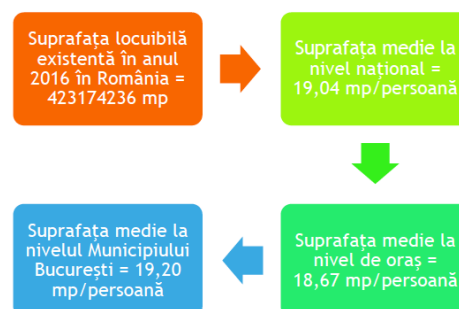 Suprafața locuibilă
existentă în anul
2016 în România =
423174236 mp
Suprafața medie la
nivel național =
19,04 mp/persoană
Suprafața medie la
nivel de oraș =
18,67 mp/persoană
Suprafața medie la
nivelul Municipiului
București = 19,20
mp/persoană